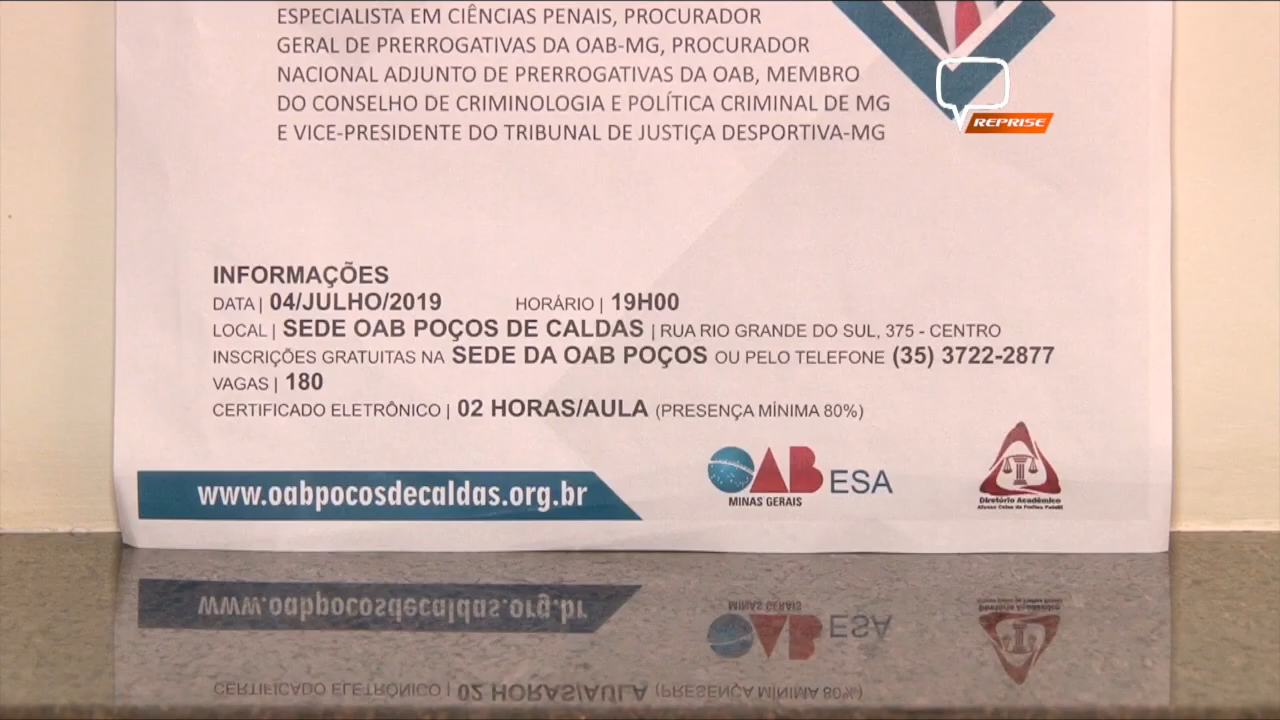 ESPECIALISTA EM CIÊNCIAS PENAIS, PROCURADOR
GERAL DE PRERROGATIVAS DA OAB-MG, PROCURADOR
NACIONAL ADJUNTO DE PRERROGATIVAS DA OAB, MEMBRO
DO CONSELHO DE CRIMINOLOGIA E POLÍTICA CRIMINAL DE MG
E VICE-PRESIDENTE DO TRIBUNAL DE JUSTIÇA DESPORTIVA-MG
REPRISE
INFORMAÇÕES
DATA | 04/JULHO/2019 HORÁRIO | 19H00
LOCAL | SEDE OAB POÇOS DE CALDAS | RUA RIO GRANDE DO SUL, 375 - CENTRO
INSCRIÇÕES GRATUITAS NA SEDE DA OAB POÇOS OU PELO TELEFONE (35) 3722-2877
VAGAS | 180
CERTIFICADO ELETRÔNICO | 02 HORAS/AULA (PRESENÇA MÍNIMA 80%)
www.oabpocosdecaldas.org.br
OAB ESA
MINAS GERAIS
Diretório Acadêmico